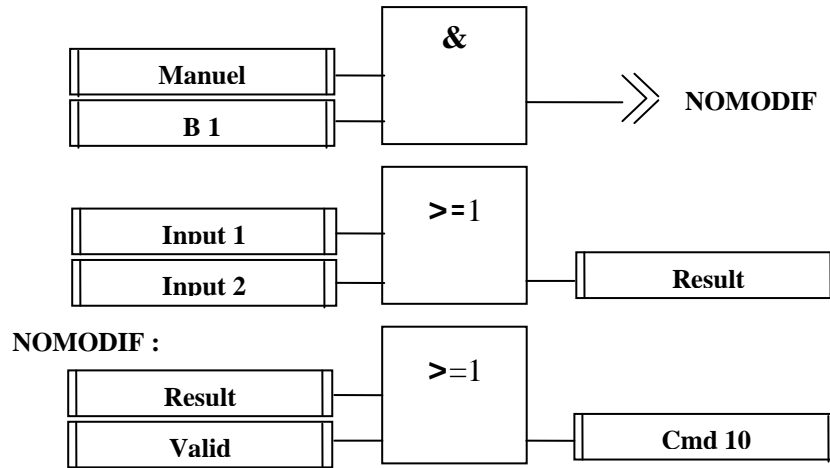 &
Manuel
B 1
NOMODIF
>=1
Input 1
Input 2
Result
NOMODIF :
>=1
Result
Valid
Cmd 10